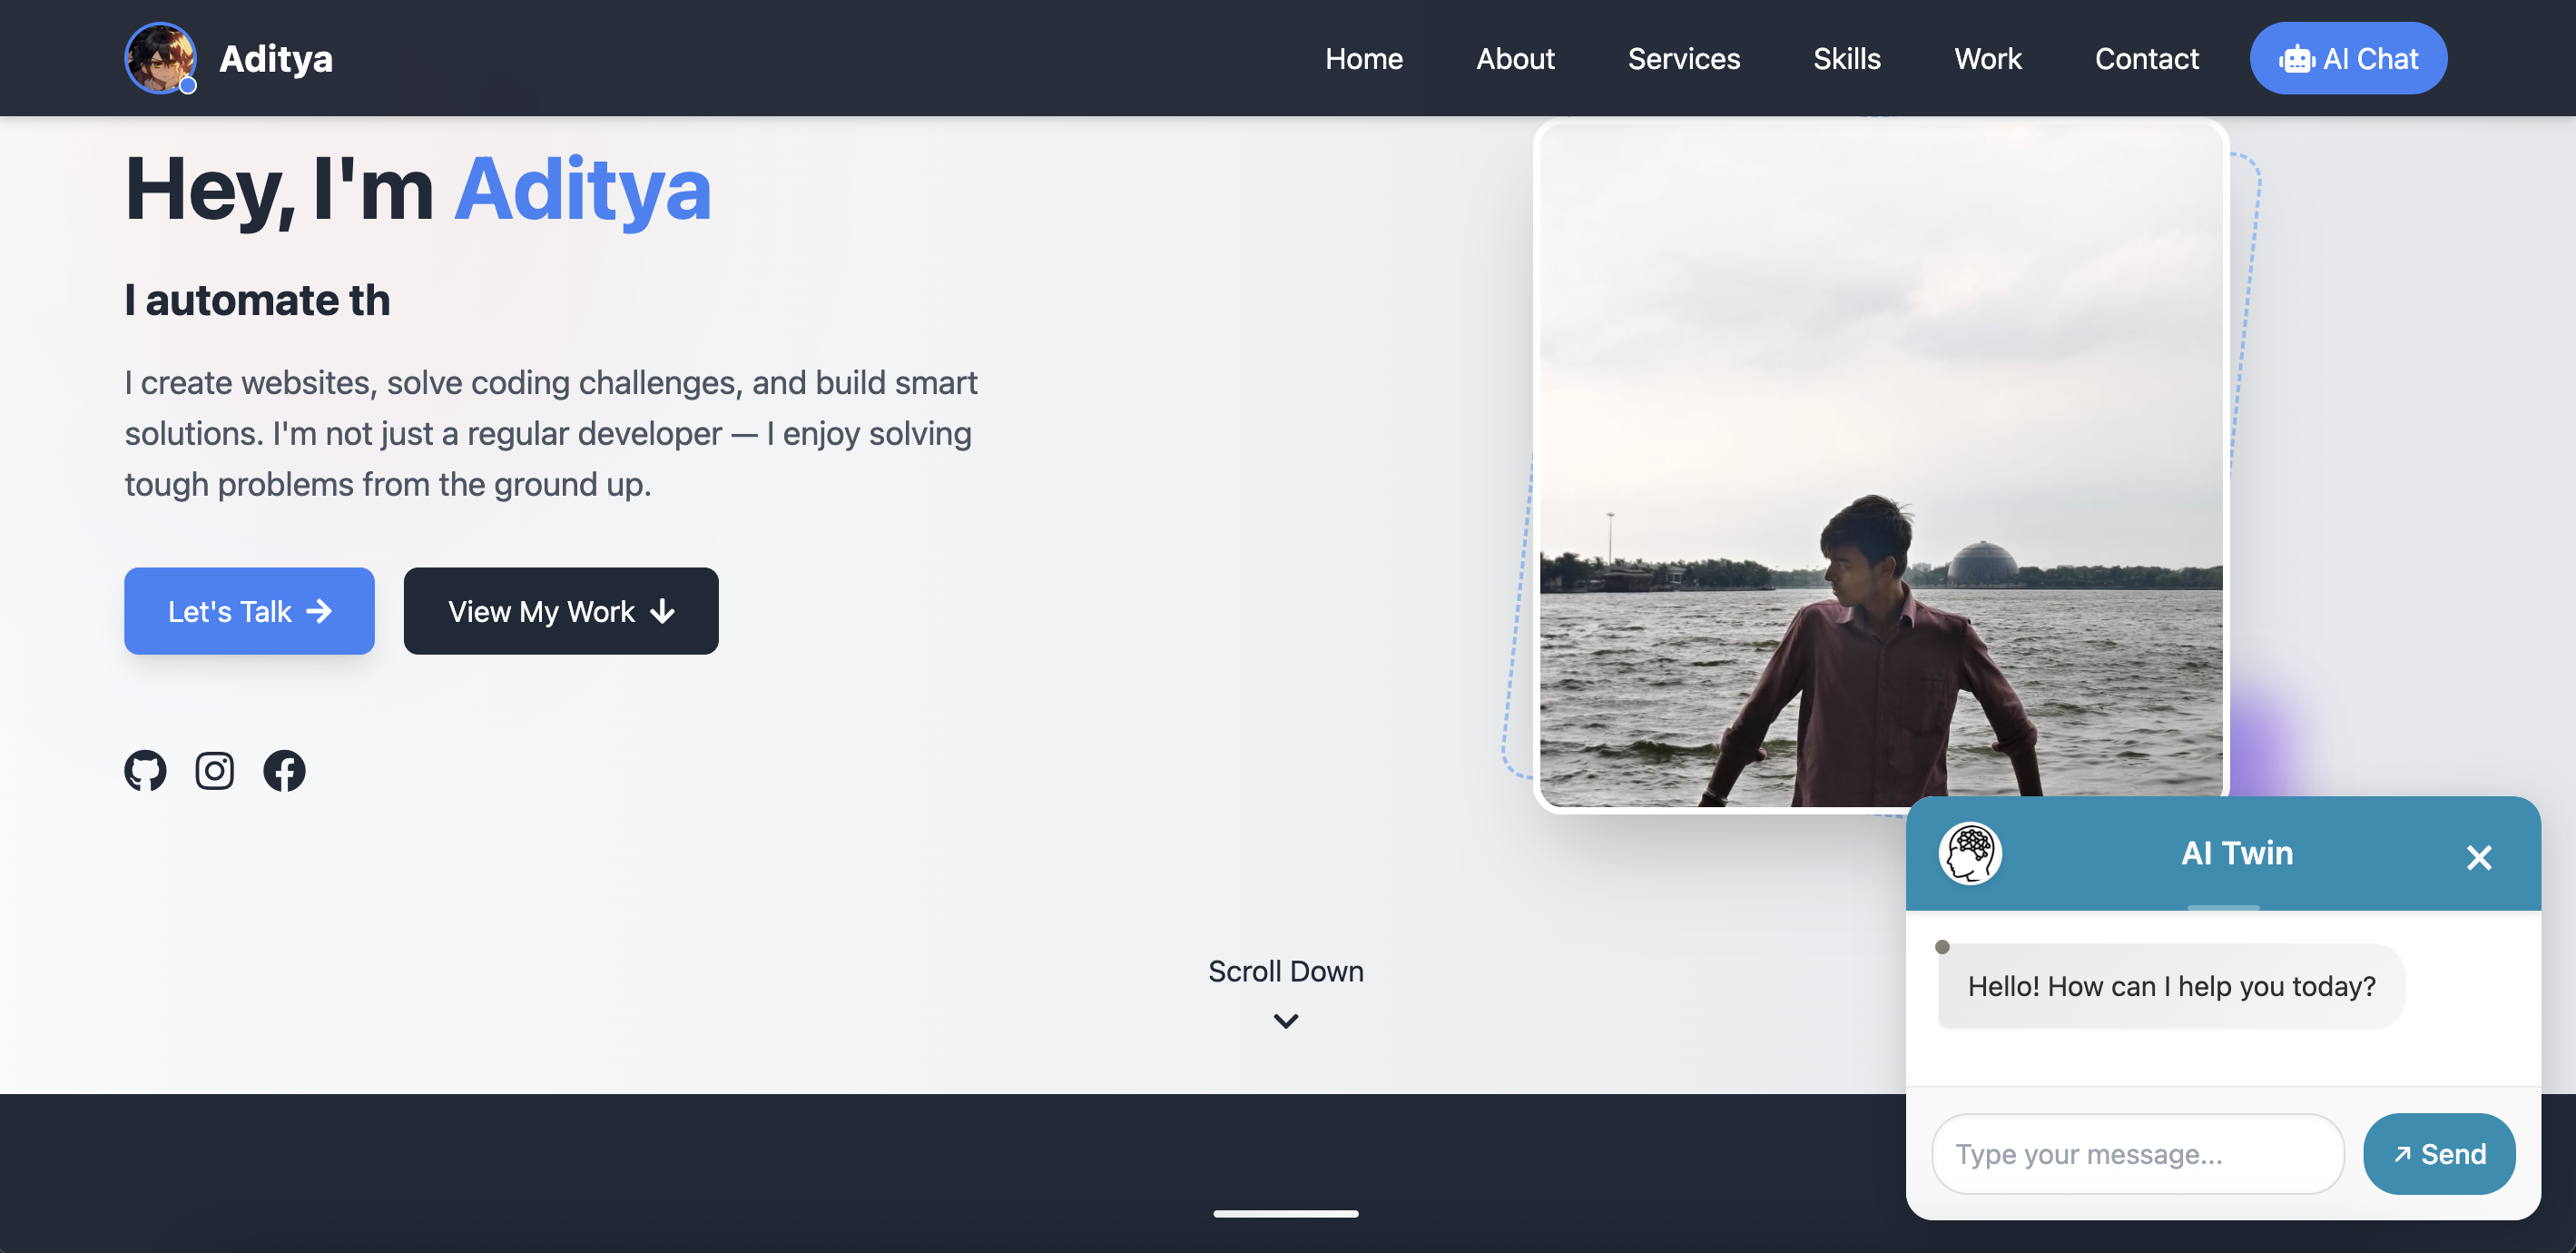 Aditya
Home
About
Services
Skills
Work
Contact
AI Chat
Hey, I'm Aditya
I automate th
I create websites, solve coding challenges, and build smart
solutions. I'm not just a regular developer — I enjoy solving
tough problems from the ground up.
Let's Talk
View My Work
Scroll Down
AI Twin
Hello! How can I help you today?
Type your message...
Send